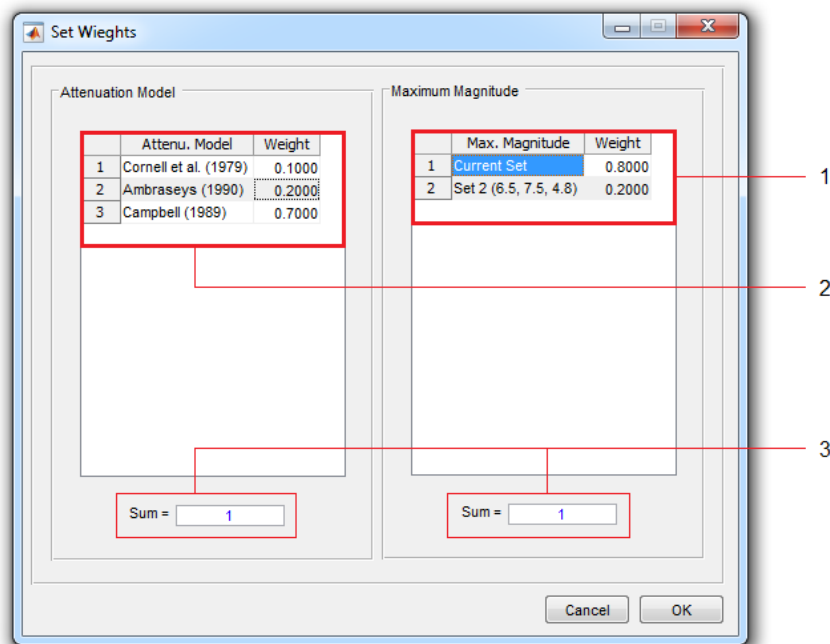 Set Wieghts
Attenuation Model
Attenu. Model Weight
1 Cornell et al. (1979) 0.1000
2 Ambraseys (1990) 0.2000
3 Campbell (1989) 0.7000
Sum = 1
Maximum Magnitude
Max. Magnitude Weight
1 Current Set 0.8000
2 Set 2 (6.5, 7.5, 4.8) 0.2000
Sum = 1
Cancel OK
1
2
3